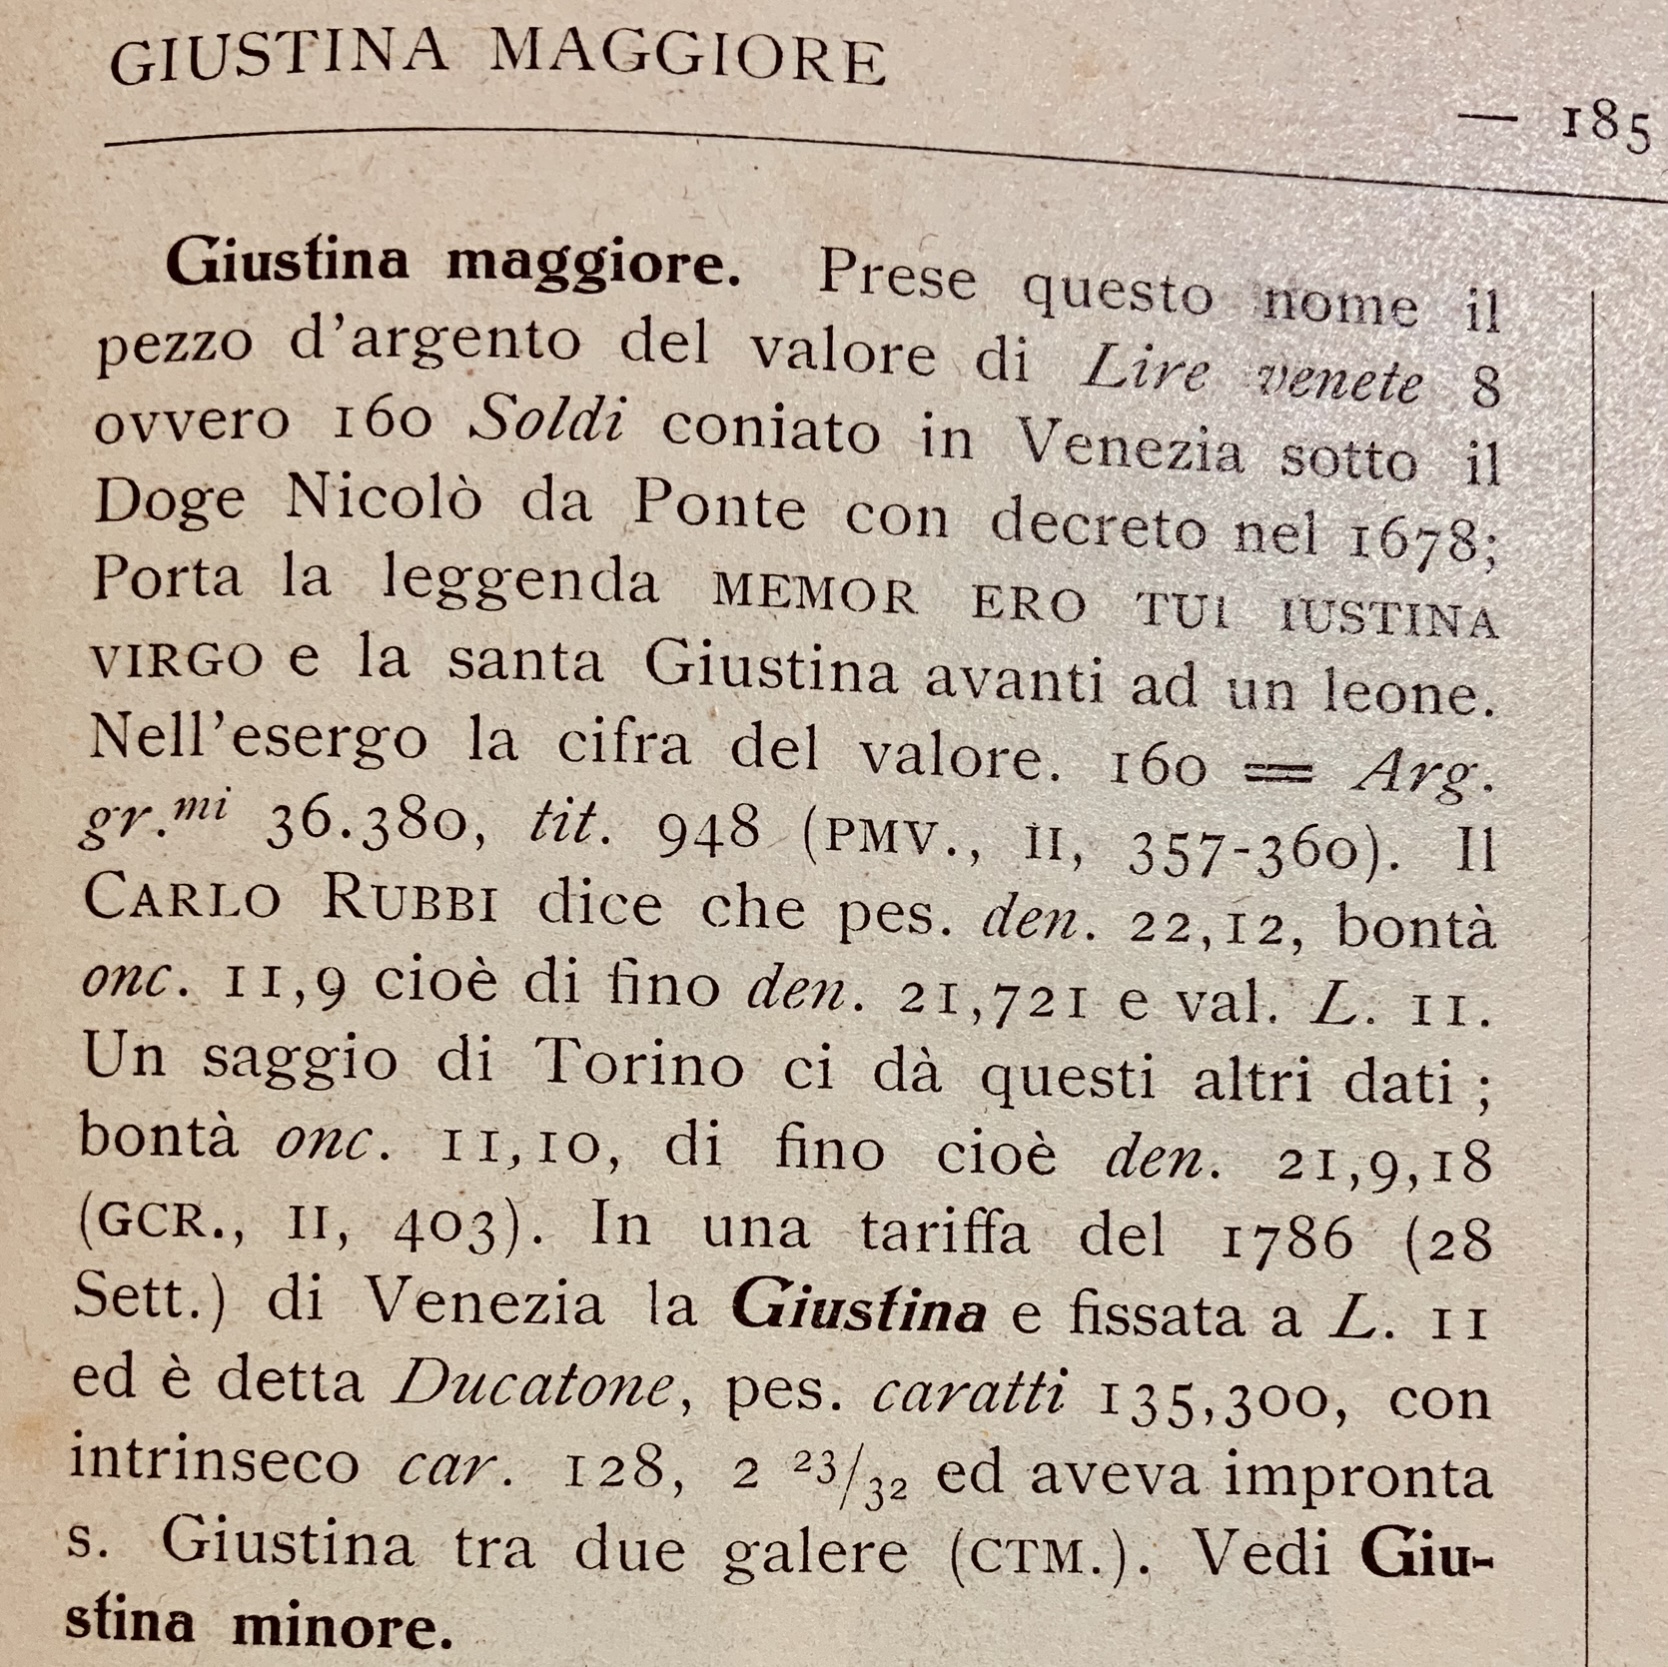 GIUSTINA MAGGIORE
— 185
Giustina maggiore. Prese questo nome il
pezzo d'argento del valore di Lire venete 8
ovvero 160 Soldi coniato in Venezia sotto il
Doge Nicolò da Ponte con decreto nel 1678;
Porta la leggenda MEMOR ERO TUI IUSTINA
VIRGO e la santa Giustina avanti ad un leone.
Nell'esergo la cifra del valore. 160 = Arg.
gr.mi 36.380, tit. 948 (PMV., II, 357-360). Il
CARLO RUBBI dice che pes. den. 22,12, bontà
onc. 11,9 cioè di fino den. 21,721 e val. L. 11.
Un saggio di Torino ci dà questi altri dati ;
bontà onc. 11,10, di fino cioè den. 21,9,18
(GCR., II, 403). In una tariffa del 1786 (28
Sett.) di Venezia la Giustina e fissata a L. 11
ed è detta Ducatone, pes. caratti 135,300, con
intrinseco car. 128, 2 23/32 ed aveva impronta
s. Giustina tra due galere (CTM.). Vedi Giu-
stina minore.